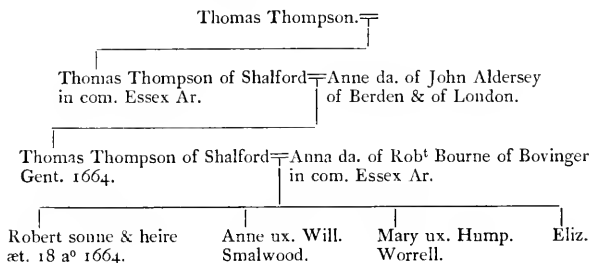 Thomas Thompson.
Thomas Thompson of Shalford Anne da. of John Aldersey
in com. Essex Ar. of Berden & of London.
Thomas Thompson of Shalford Anna da. of Robᵗ Bourne of Bovinger
Gent. 1664. in com. Essex Ar.
Robert sonne & heire Anne ux. Will. Mary ux. Hump. Eliz.
æt. 18 aº 1664. Smalwood. Worrell.